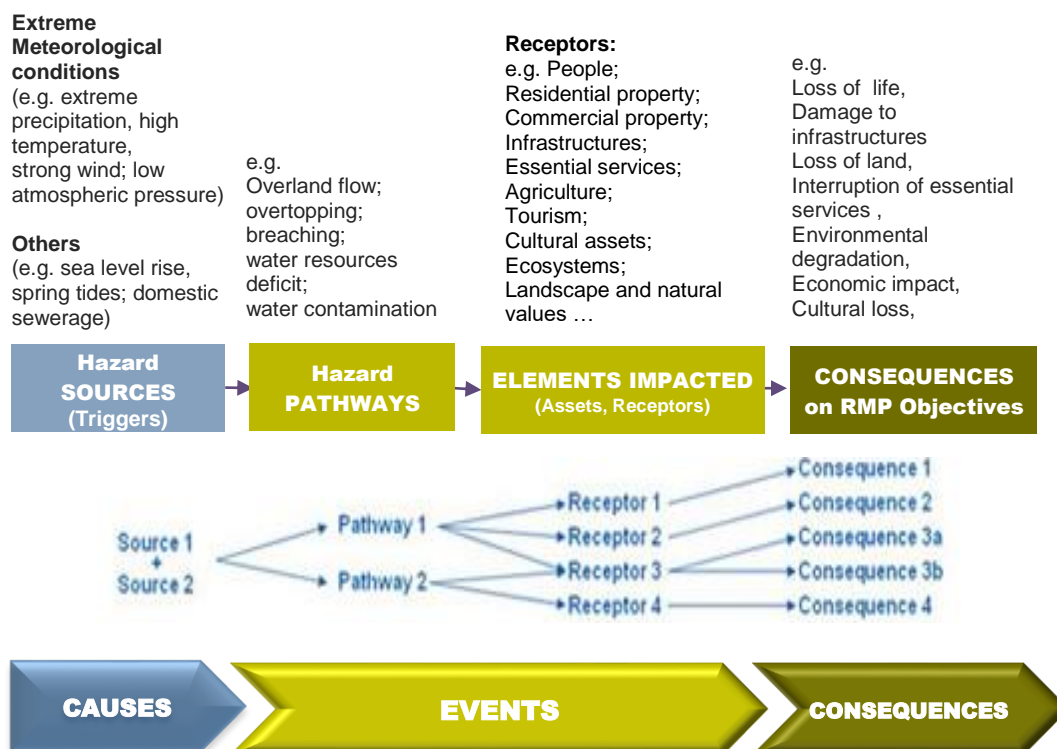 Extreme
Meteorological
conditions
(e.g. extreme
precipitation, high
temperature,
strong wind; low
atmospheric pressure)
Others
(e.g. sea level rise,
spring tides; domestic
sewerage)
e.g.
Overland flow;
overtopping;
breaching;
water resources
deficit;
water contamination
Receptors:
e.g. People;
Residential property;
Commercial property;
Infrastructures;
Essential services;
Agriculture;
Tourism;
Cultural assets;
Ecosystems;
Landscape and natural
values …
e.g.
Loss of life,
Damage to
infrastructures
Loss of land,
Interruption of essential
services ,
Environmental
degradation,
Economic impact,
Cultural loss,
Hazard
SOURCES
(Triggers)
Hazard
PATHWAYS
ELEMENTS IMPACTED
(Assets, Receptors)
CONSEQUENCES
on RMP Objectives
Source 1
+
Source 2
Pathway 1
Pathway 2
Receptor 1
Receptor 2
Receptor 3
Receptor 4
Consequence 1
Consequence 2
Consequence 3a
Consequence 3b
Consequence 4
CAUSES
EVENTS
CONSEQUENCES